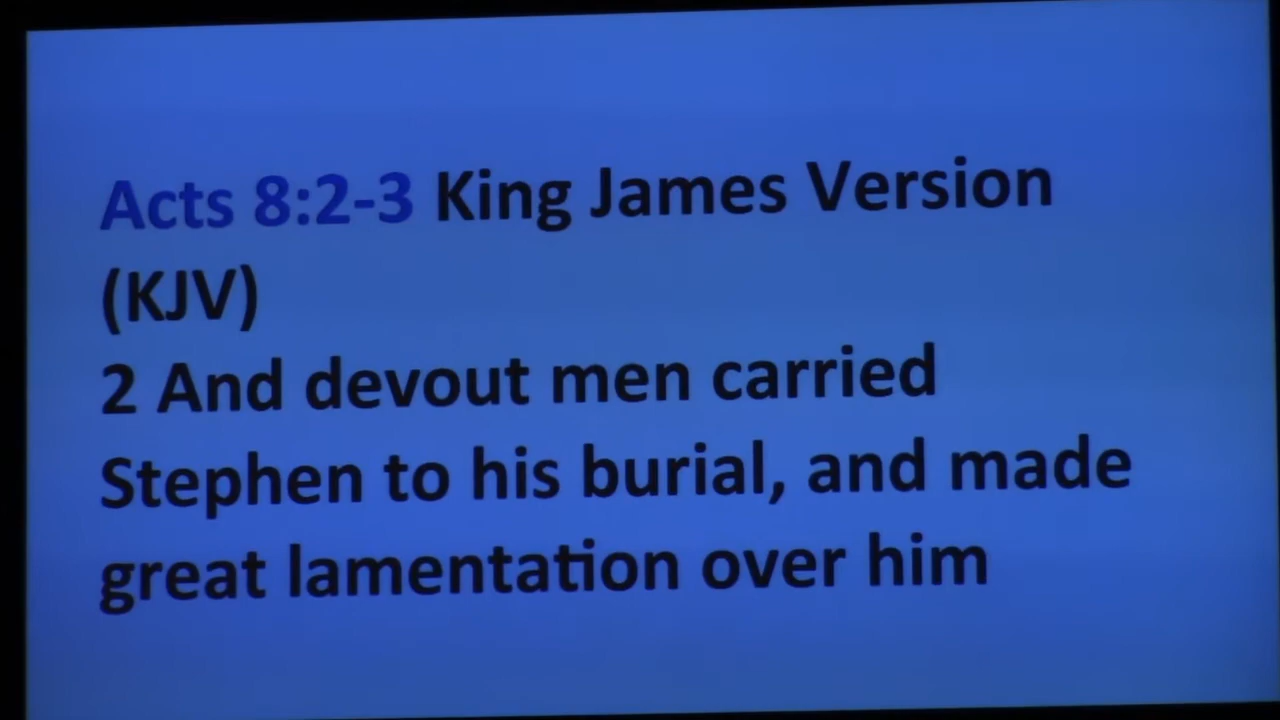 Acts 8:2-3 King James Version
(KJV)
2 And devout men carried
Stephen to his burial, and made
great lamentation over him